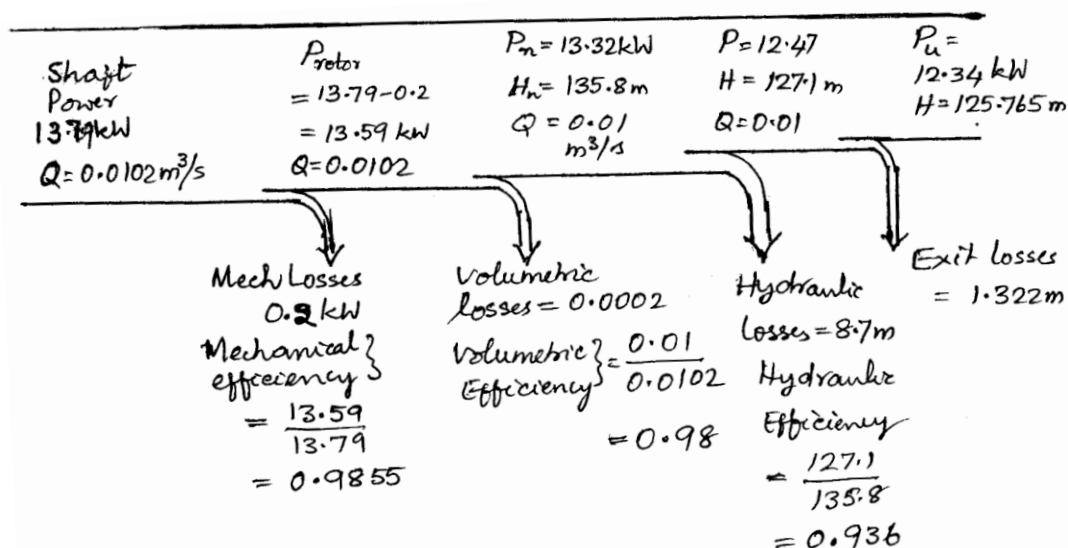 Shaft
Power
13.79kW
Q = 0.0102 m³/s
Protor
= 13.79-0.2
= 13.59 kW
Q=0.0102
Pn = 13.32kW
Hn = 135.8m
Q = 0.01
m³/s
P = 12.47
H = 127.1 m
Q=0.01
Pu =
12.34 kW
H=125.765m
Mech Losses
0.2 kW
Mechanical }
efficiency }
= 13.59
13.79
= 0.9855
Volumetric
losses = 0.0002
Volumetric } = 0.01
Efficiency } 0.0102
= 0.98
Hydraulic
losses = 8.7m
Hydraulic
Efficiency
= 127.1
135.8
= 0.936
Exit losses
= 1.322m